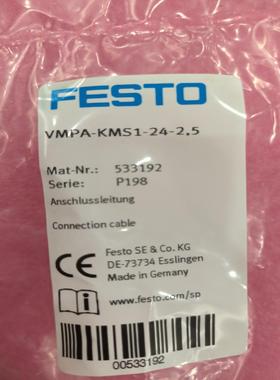 FESTO
VMPA-KMS1-24-2,5
Mat-Nr.: 533192
Serie: P198
Anschlussleitung
Connection cable
CE
Festo SE & Co. KG
DE-73734 Esslingen
Made in Germany
i
www.festo.com/sp
00533192